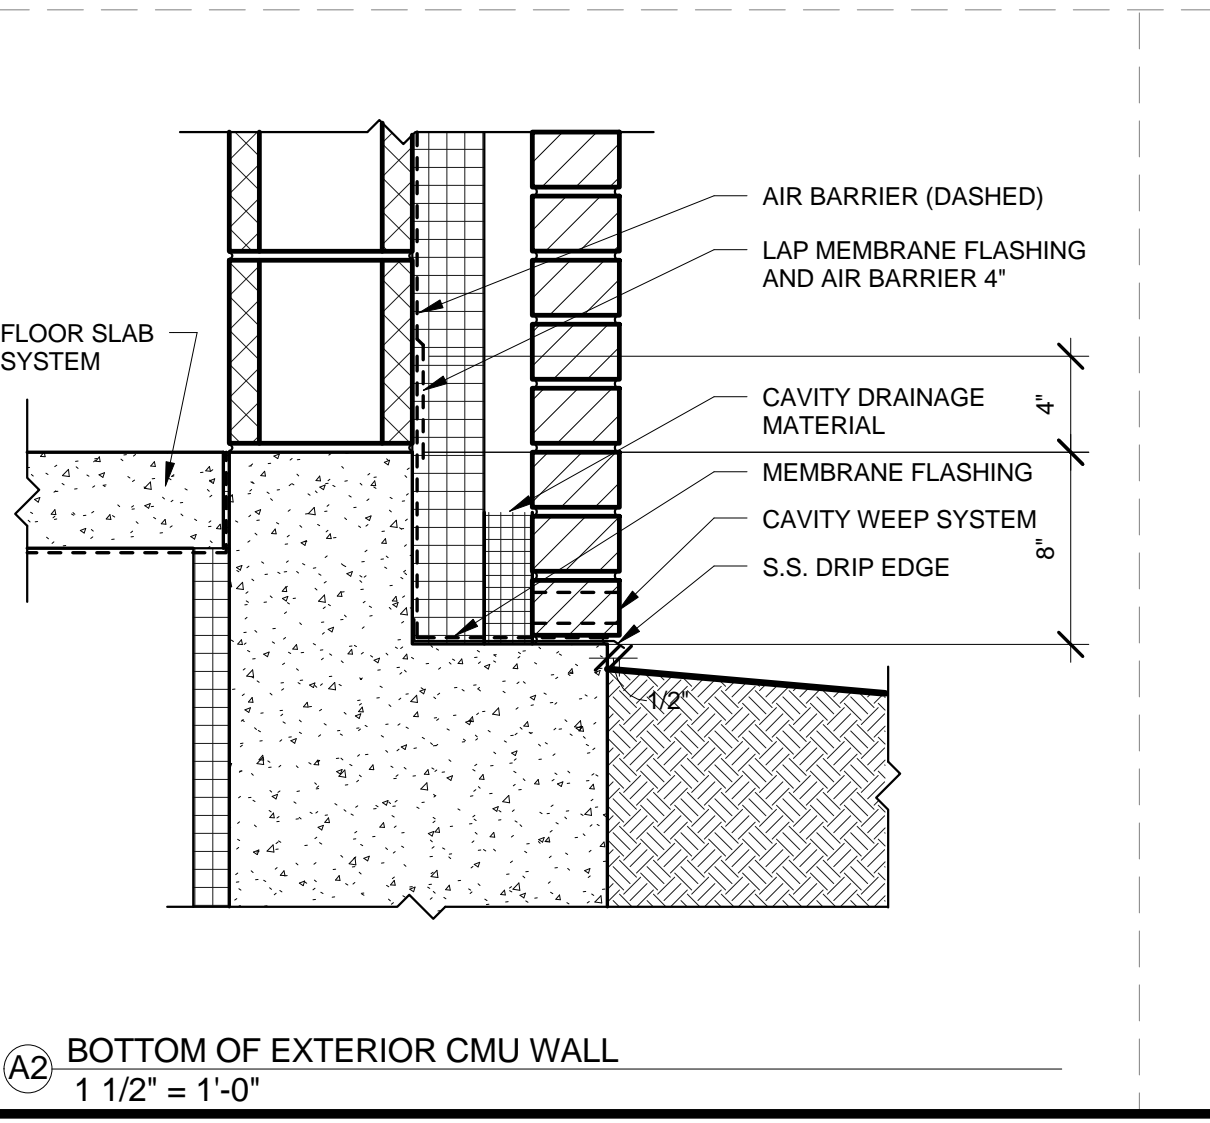 AIR BARRIER (DASHED)
LAP MEMBRANE FLASHING
AND AIR BARRIER 4"
FLOOR SLAB
SYSTEM
CAVITY DRAINAGE
MATERIAL
4"
MEMBRANE FLASHING
CAVITY WEEP SYSTEM
8"
S.S. DRIP EDGE
1/2"
A2
BOTTOM OF EXTERIOR CMU WALL
1 1/2" = 1'-0"